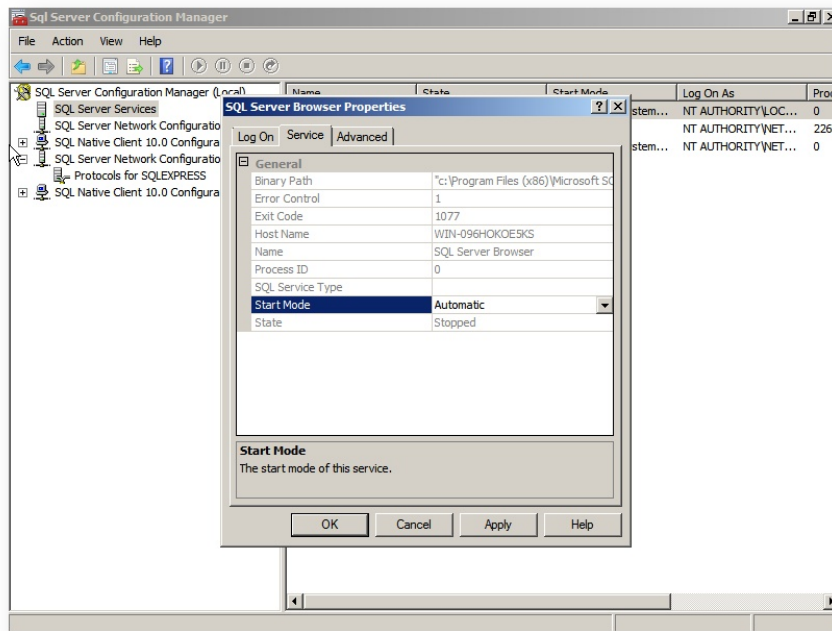 Sql Server Configuration Manager
File Action View Help
SQL Server Configuration Manager (Local)
SQL Server Services
SQL Server Network Configuratio
SQL Native Client 10.0 Configura
SQL Server Network Configuratio
Protocols for SQLEXPRESS
SQL Native Client 10.0 Configura
Name State Start Mode Log On As Proc
stem... NT AUTHORITY\LOC... 0
NT AUTHORITY\NET... 226
stem... NT AUTHORITY\NET... 0
SQL Server Browser Properties
Log On Service Advanced
General
Binary Path "c:\Program Files (x86)\Microsoft SQ
Error Control 1
Exit Code 1077
Host Name WIN-096HOKOE5KS
Name SQL Server Browser
Process ID 0
SQL Service Type
Start Mode Automatic
State Stopped
Start Mode
The start mode of this service.
OK Cancel Apply Help